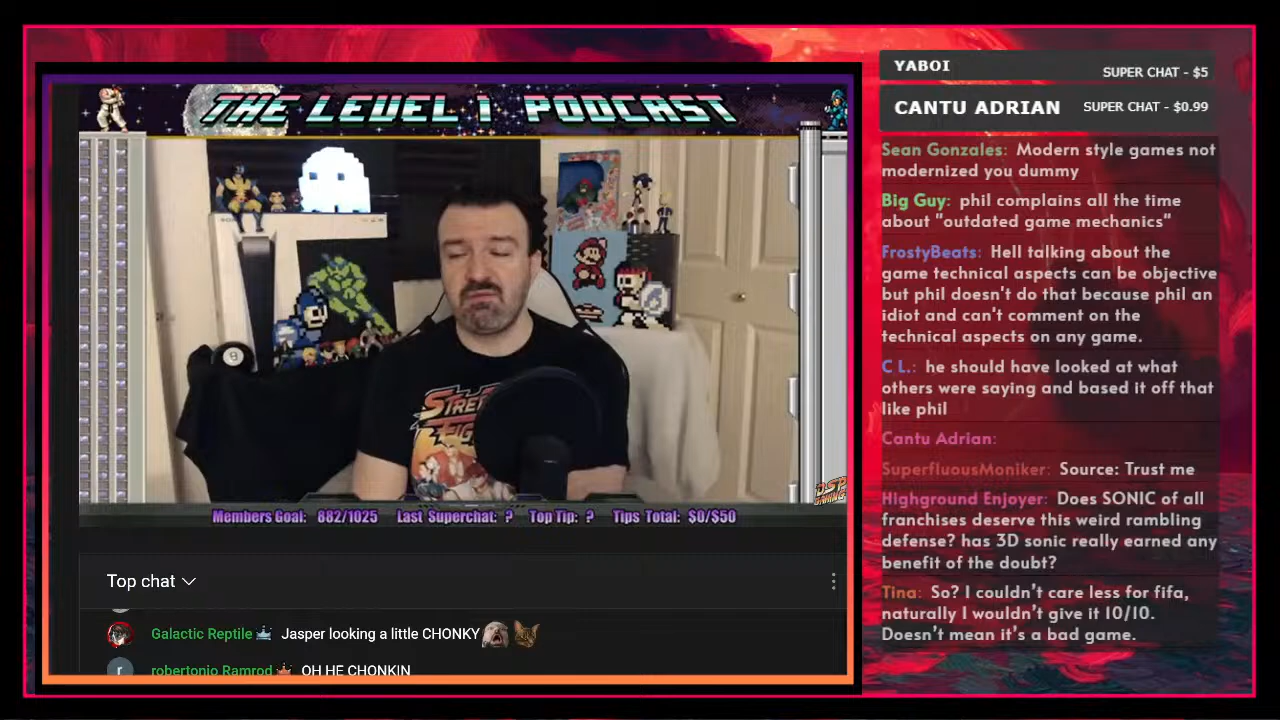 THE LEVEL 1 PODCAST
STREET
FIGH
DSP
GAMING
Members Goal: 882/1025 Last Superchat: ? Top Tip: ? Tips Total: $0/$50
Top chat
Galactic Reptile Jasper looking a little CHONKY
r robertonio Ramrod OH HE CHONKIN
YABOI SUPER CHAT - $5
CANTU ADRIAN SUPER CHAT - $0.99
Sean Gonzales: Modern style games not
modernized you dummy
Big Guy: phil complains all the time
about "outdated game mechanics"
FrostyBeats: Hell talking about the
game technical aspects can be objective
but phil doesn't do that because phil an
idiot and can't comment on the
technical aspects on any game.
C L.: he should have looked at what
others were saying and based it off that
like phil
Cantu Adrian:
SuperfluousMoniker: Source: Trust me
Highground Enjoyer: Does SONIC of all
franchises deserve this weird rambling
defense? has 3D sonic really earned any
benefit of the doubt?
Tina: So? I couldn't care less for fifa,
naturally I wouldn't give it 10/10.
Doesn't mean it's a bad game.